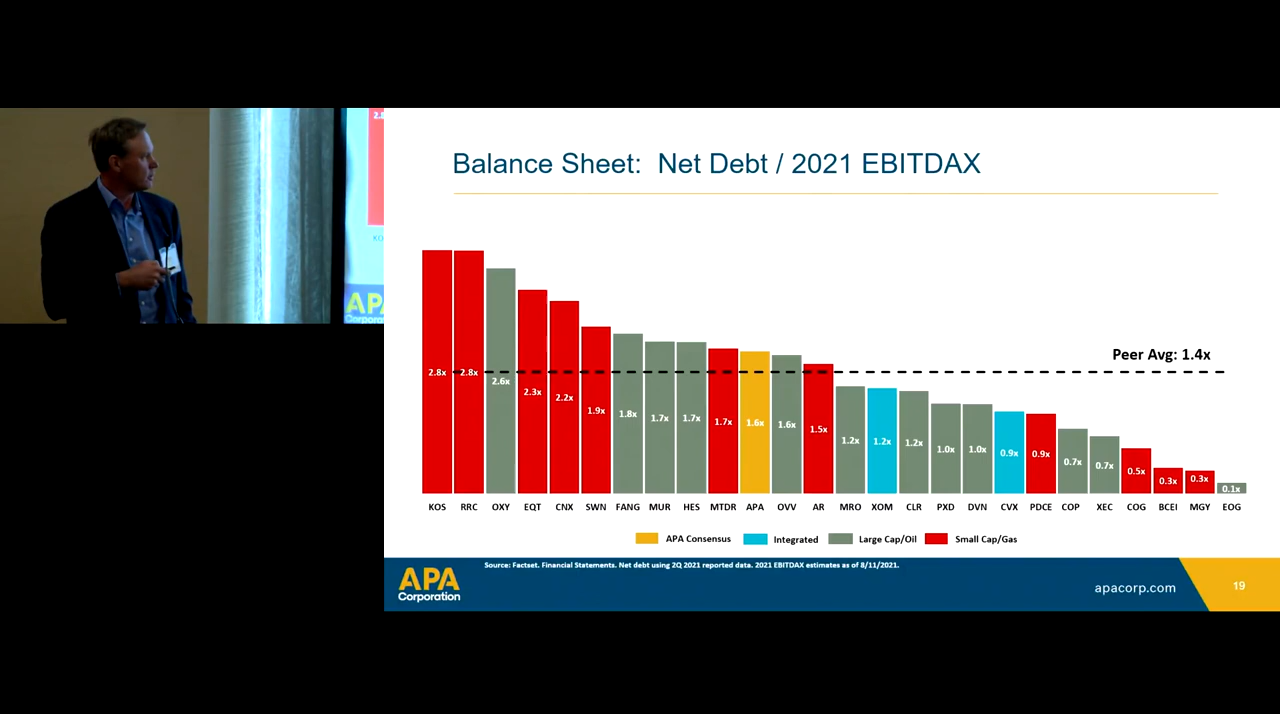 Balance Sheet: Net Debt / 2021 EBITDAX
Peer Avg: 1.4x
2.8x 2.8x 2.6x 2.3x 2.2x 1.9x 1.8x 1.7x 1.7x 1.7x 1.6x 1.6x 1.5x 1.2x 1.2x 1.2x 1.0x 1.0x 0.9x 0.9x 0.7x 0.7x 0.5x 0.3x 0.3x 0.1x
KOS RRC OXY EQT CNX SWN FANG MUR HES MTDR APA OVV AR MRO XOM CLR PXD DVN CVX PDCE COP XEC COG BCEI MGY EOG
APA Consensus Integrated Large Cap/Oil Small Cap/Gas
Source: Factset. Financial Statements. Net debt using 2Q 2021 reported data. 2021 EBITDAX estimates as of 8/11/2021.
APA
Corporation
apacorp.com
19